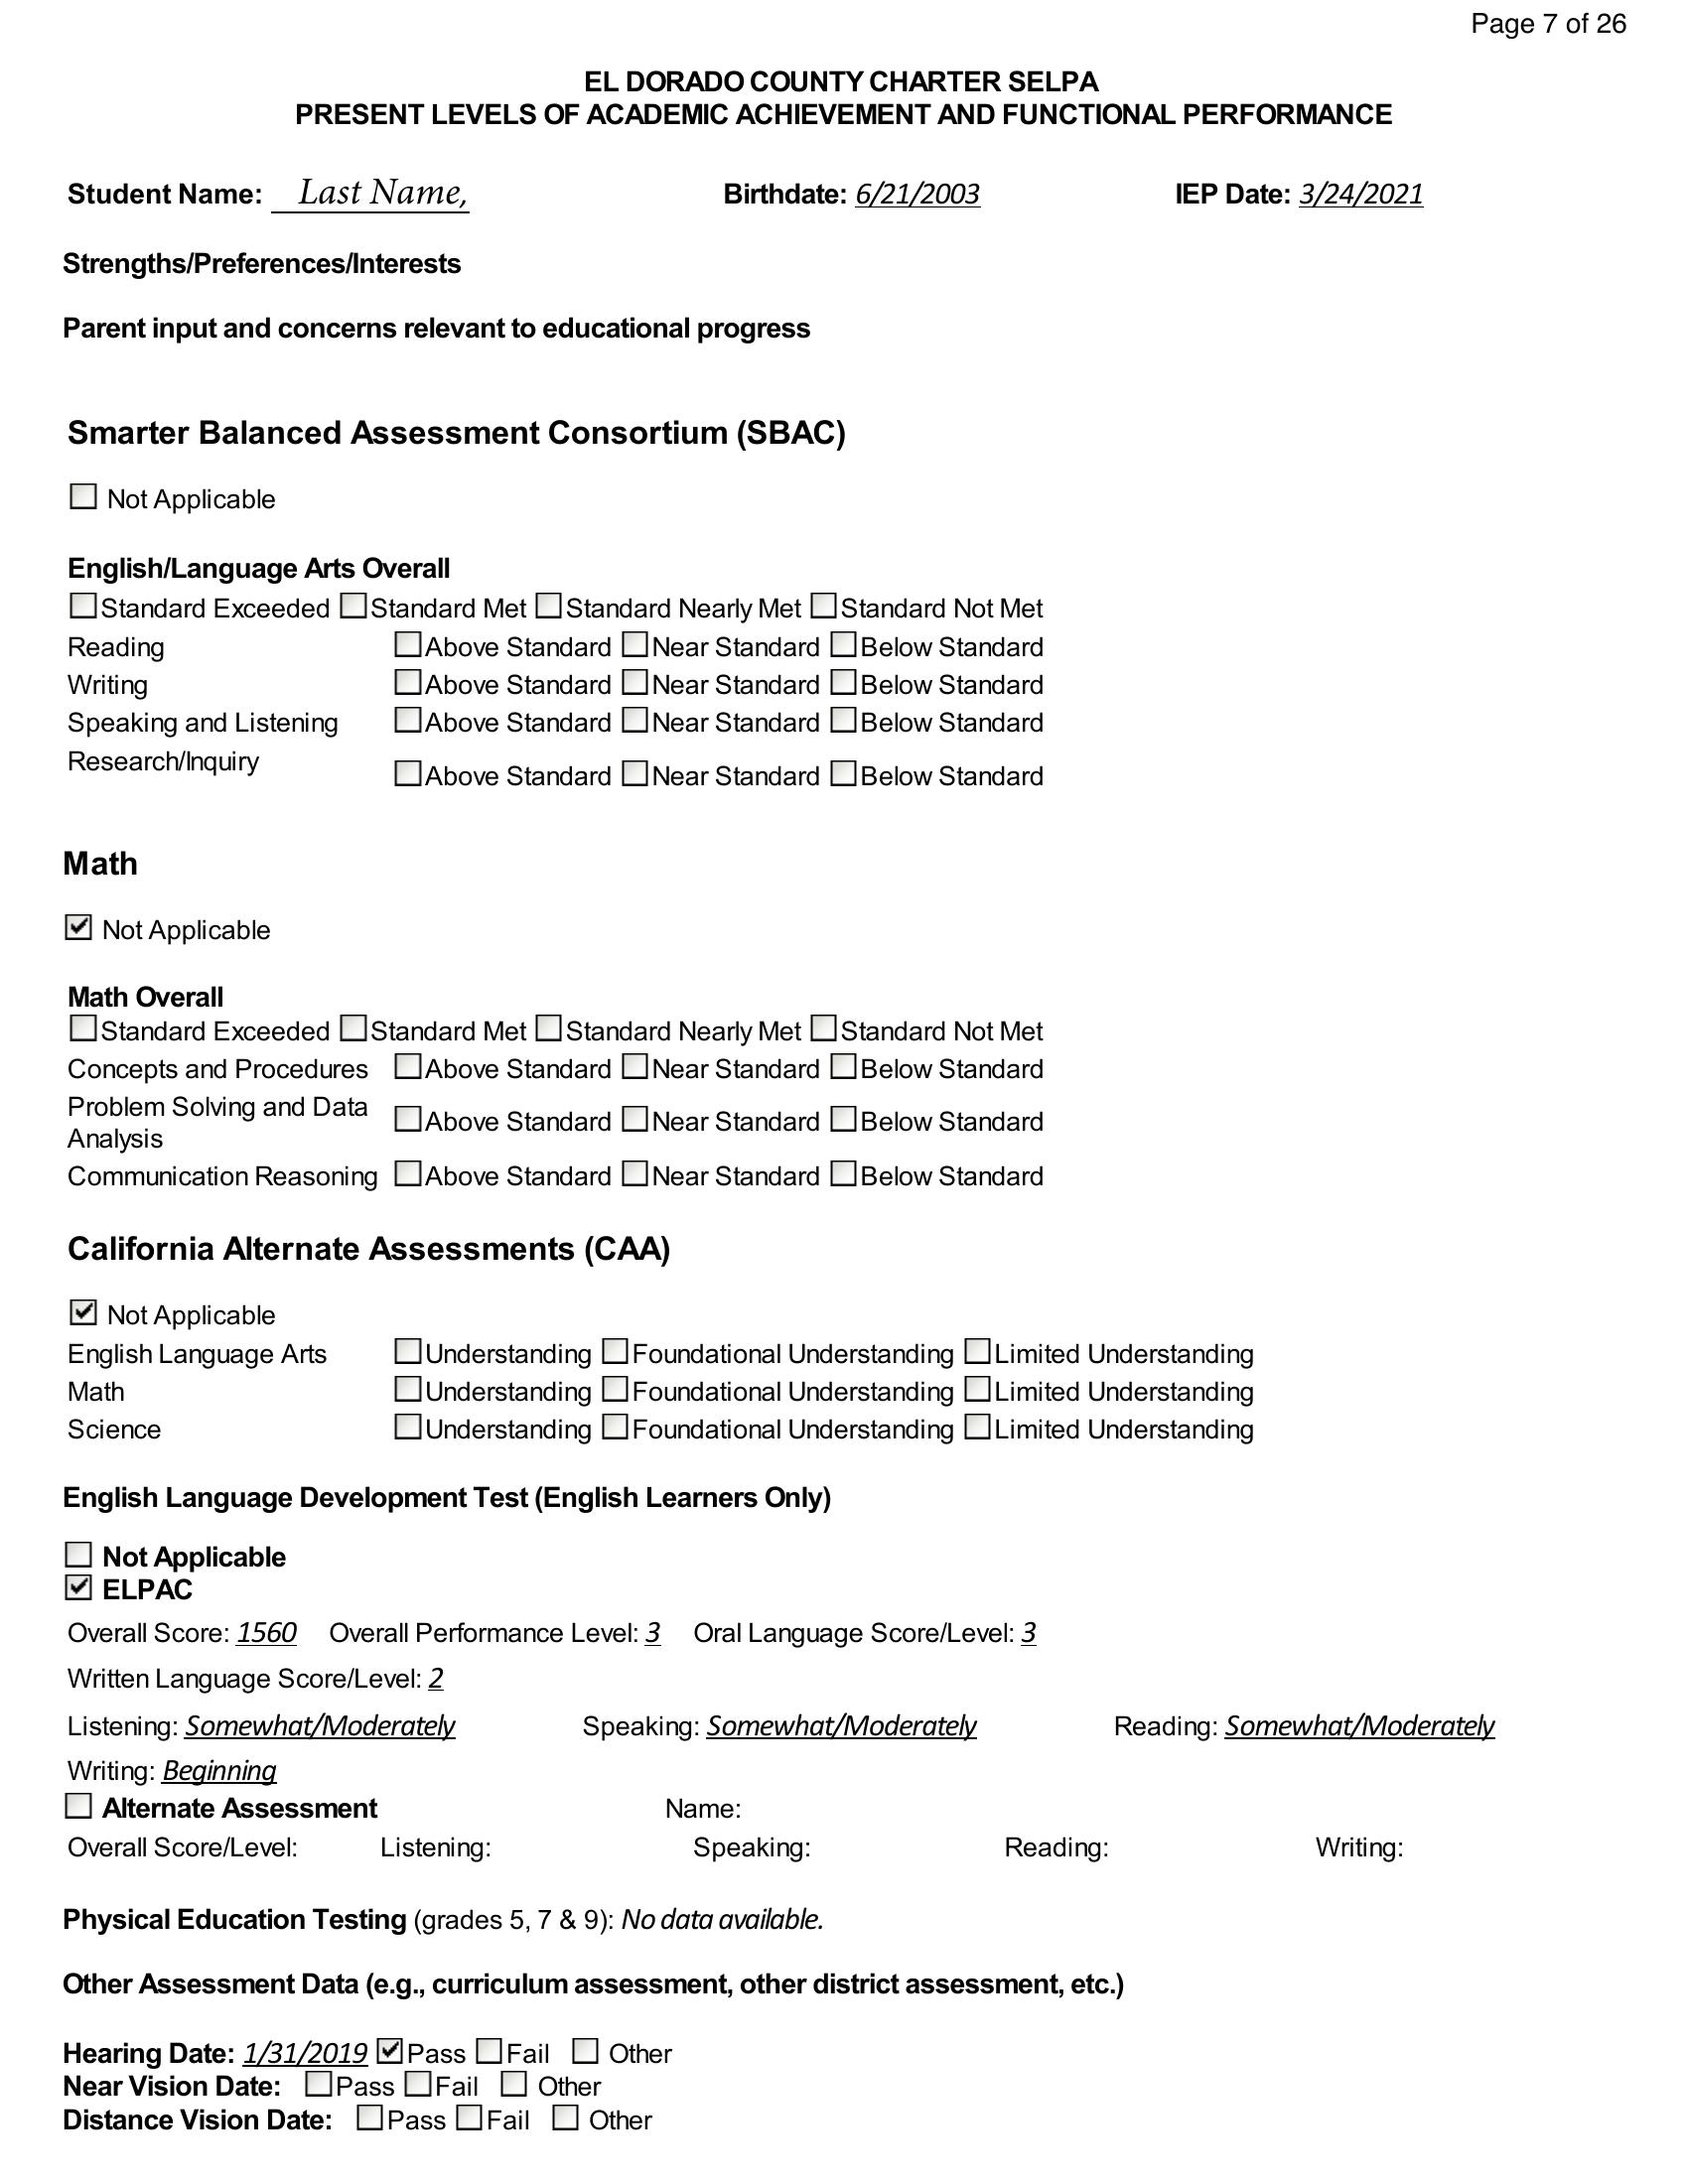 Page 7 of 26
EL DORADO COUNTY CHARTER SELPA
PRESENT LEVELS OF ACADEMIC ACHIEVEMENT AND FUNCTIONAL PERFORMANCE
Student Name: Last Name, Birthdate: 6/21/2003 IEP Date: 3/24/2021
Strengths/Preferences/Interests
Parent input and concerns relevant to educational progress
Smarter Balanced Assessment Consortium (SBAC)
Not Applicable
English/Language Arts Overall
Standard Exceeded Standard Met Standard Nearly Met Standard Not Met
Reading Above Standard Near Standard Below Standard
Writing Above Standard Near Standard Below Standard
Speaking and Listening Above Standard Near Standard Below Standard
Research/Inquiry Above Standard Near Standard Below Standard
Math
Not Applicable
Math Overall
Standard Exceeded Standard Met Standard Nearly Met Standard Not Met
Concepts and Procedures Above Standard Near Standard Below Standard
Problem Solving and Data
Analysis Above Standard Near Standard Below Standard
Communication Reasoning Above Standard Near Standard Below Standard
California Alternate Assessments (CAA)
Not Applicable
English Language Arts Understanding Foundational Understanding Limited Understanding
Math Understanding Foundational Understanding Limited Understanding
Science Understanding Foundational Understanding Limited Understanding
English Language Development Test (English Learners Only)
Not Applicable
ELPAC
Overall Score: 1560 Overall Performance Level: 3 Oral Language Score/Level: 3
Written Language Score/Level: 2
Listening: Somewhat/Moderately Speaking: Somewhat/Moderately Reading: Somewhat/Moderately
Writing: Beginning
Alternate Assessment Name:
Overall Score/Level: Listening: Speaking: Reading: Writing:
Physical Education Testing (grades 5, 7 & 9): No data available.
Other Assessment Data (e.g., curriculum assessment, other district assessment, etc.)
Hearing Date: 1/31/2019 Pass Fail Other
Near Vision Date: Pass Fail Other
Distance Vision Date: Pass Fail Other